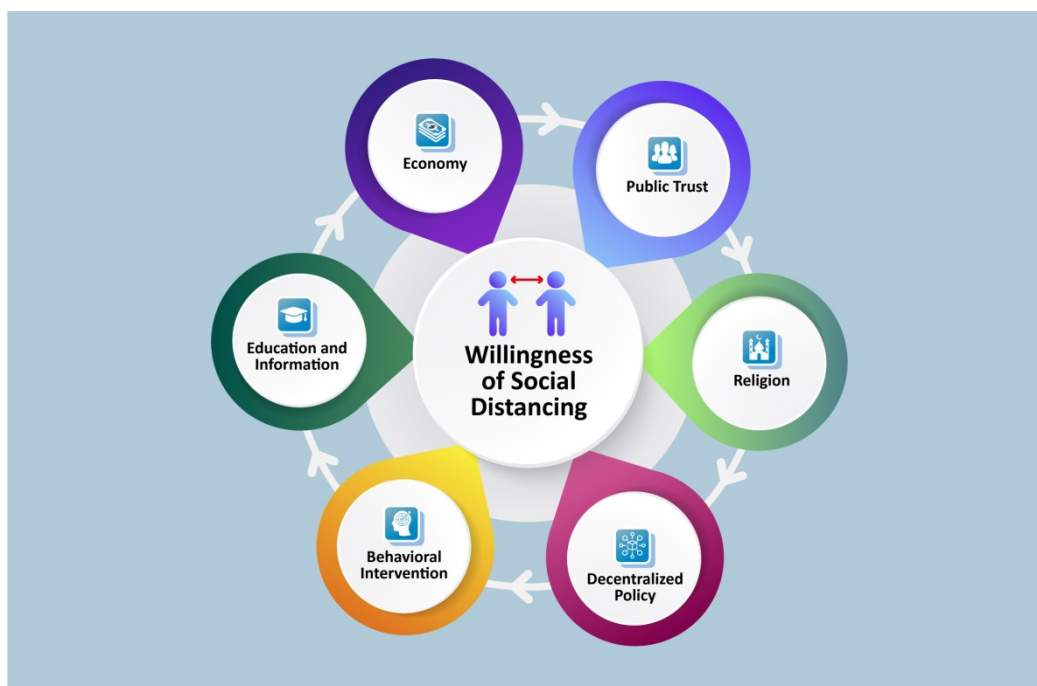 Economy
Public Trust
Education and
Information
Willingness
of Social
Distancing
Religion
Behavioral
Intervention
Decentralized
Policy